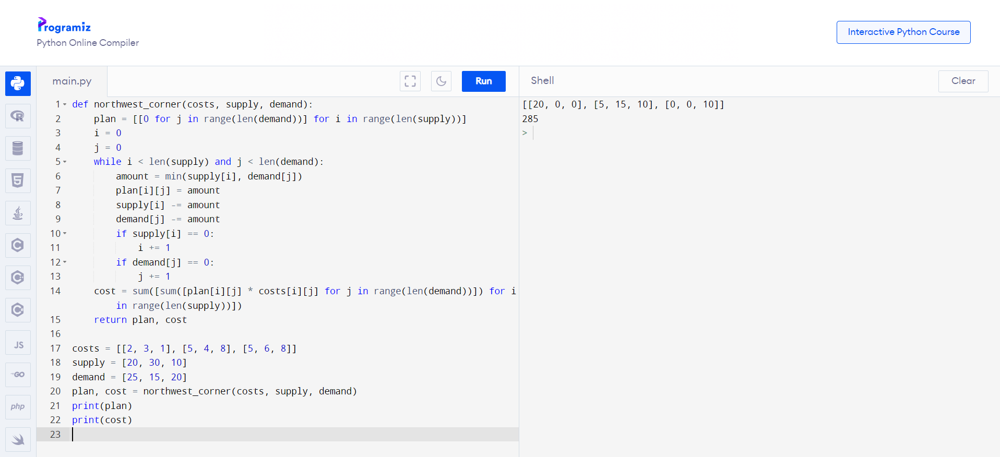 Programiz
Python Online Compiler
Interactive Python Course
main.py
Run
Shell
Clear
1 def northwest_corner(costs, supply, demand):
2     plan = [[0 for j in range(len(demand))] for i in range(len(supply))]
3     i = 0
4     j = 0
5     while i < len(supply) and j < len(demand):
6         amount = min(supply[i], demand[j])
7         plan[i][j] = amount
8         supply[i] -= amount
9         demand[j] -= amount
10         if supply[i] == 0:
11             i += 1
12         if demand[j] == 0:
13             j += 1
14     cost = sum([sum([plan[i][j] * costs[i][j] for j in range(len(demand))]) for i
        in range(len(supply))])
15     return plan, cost
16
17 costs = [[2, 3, 1], [5, 4, 8], [5, 6, 8]]
18 supply = [20, 30, 10]
19 demand = [25, 15, 20]
20 plan, cost = northwest_corner(costs, supply, demand)
21 print(plan)
22 print(cost)
23
[[20, 0, 0], [5, 15, 10], [0, 0, 10]]
285
>
R
5
C
C
C
JS
GO
php